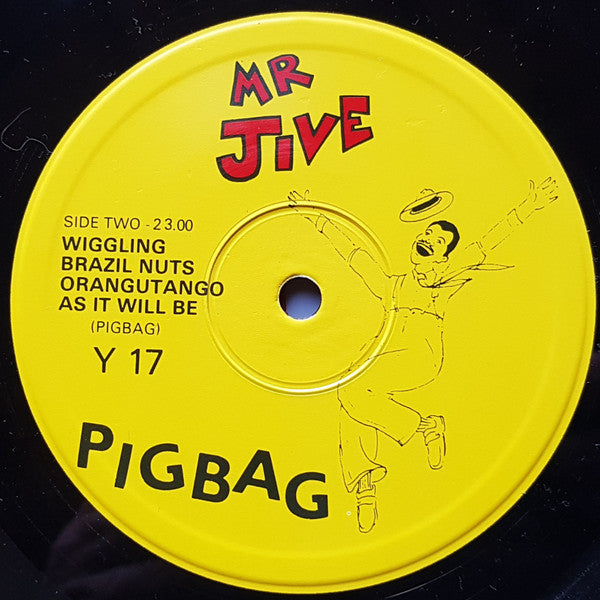 MR
JIVE
SIDE TWO - 23.00
WIGGLING
BRAZIL NUTS
ORANGUTANGO
AS IT WILL BE
(PIGBAG)
Y 17
PIGBAG